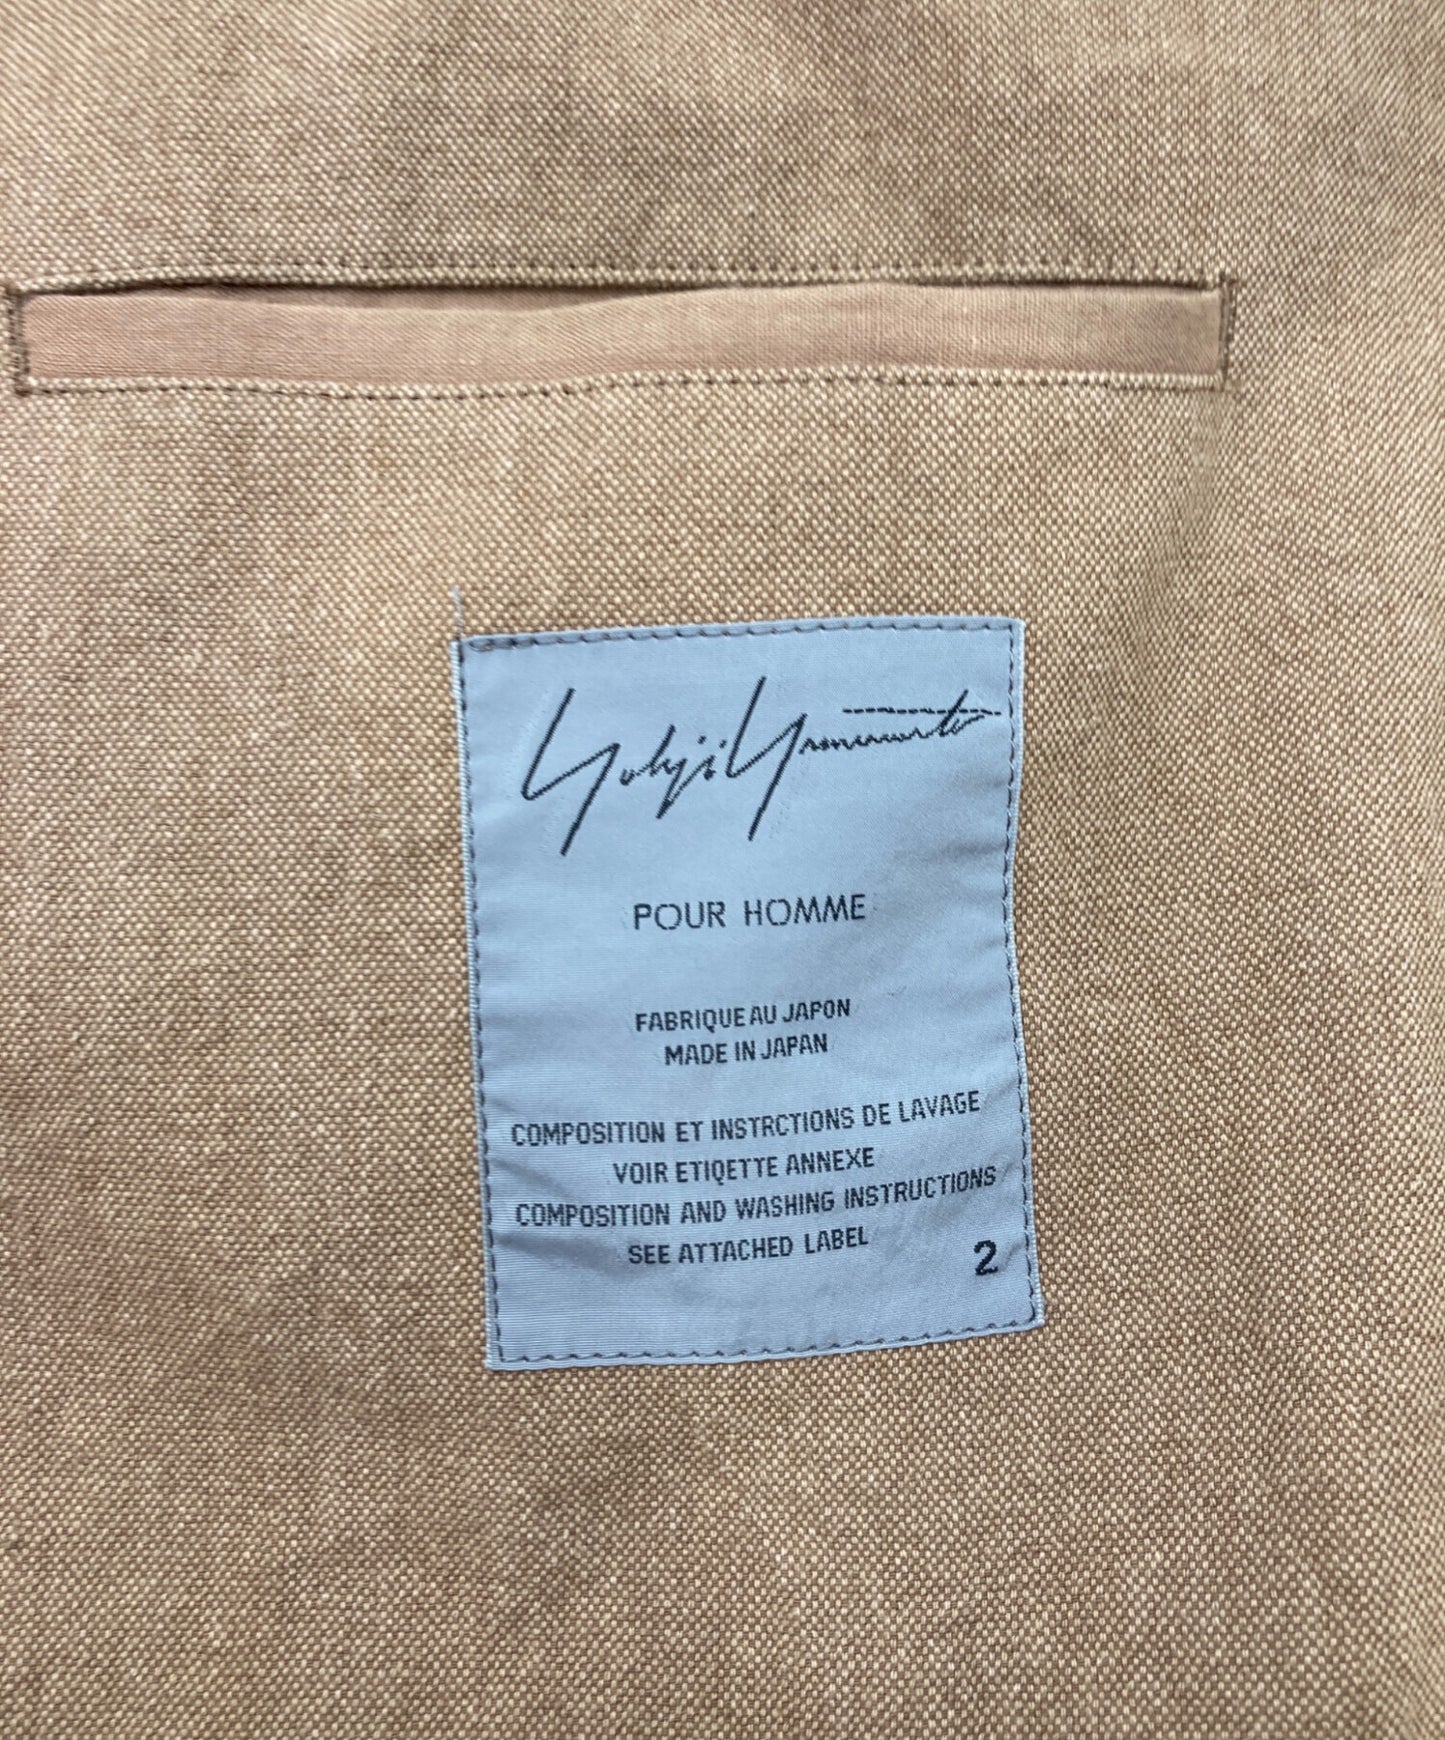 Yohji Yamamoto
POUR HOMME
FABRIQUE AU JAPON
MADE IN JAPAN
COMPOSITION ET INSTRCTIONS DE LAVAGE
VOIR ETIQETTE ANNEXE
COMPOSITION AND WASHING INSTRUCTIONS
SEE ATTACHED LABEL
2